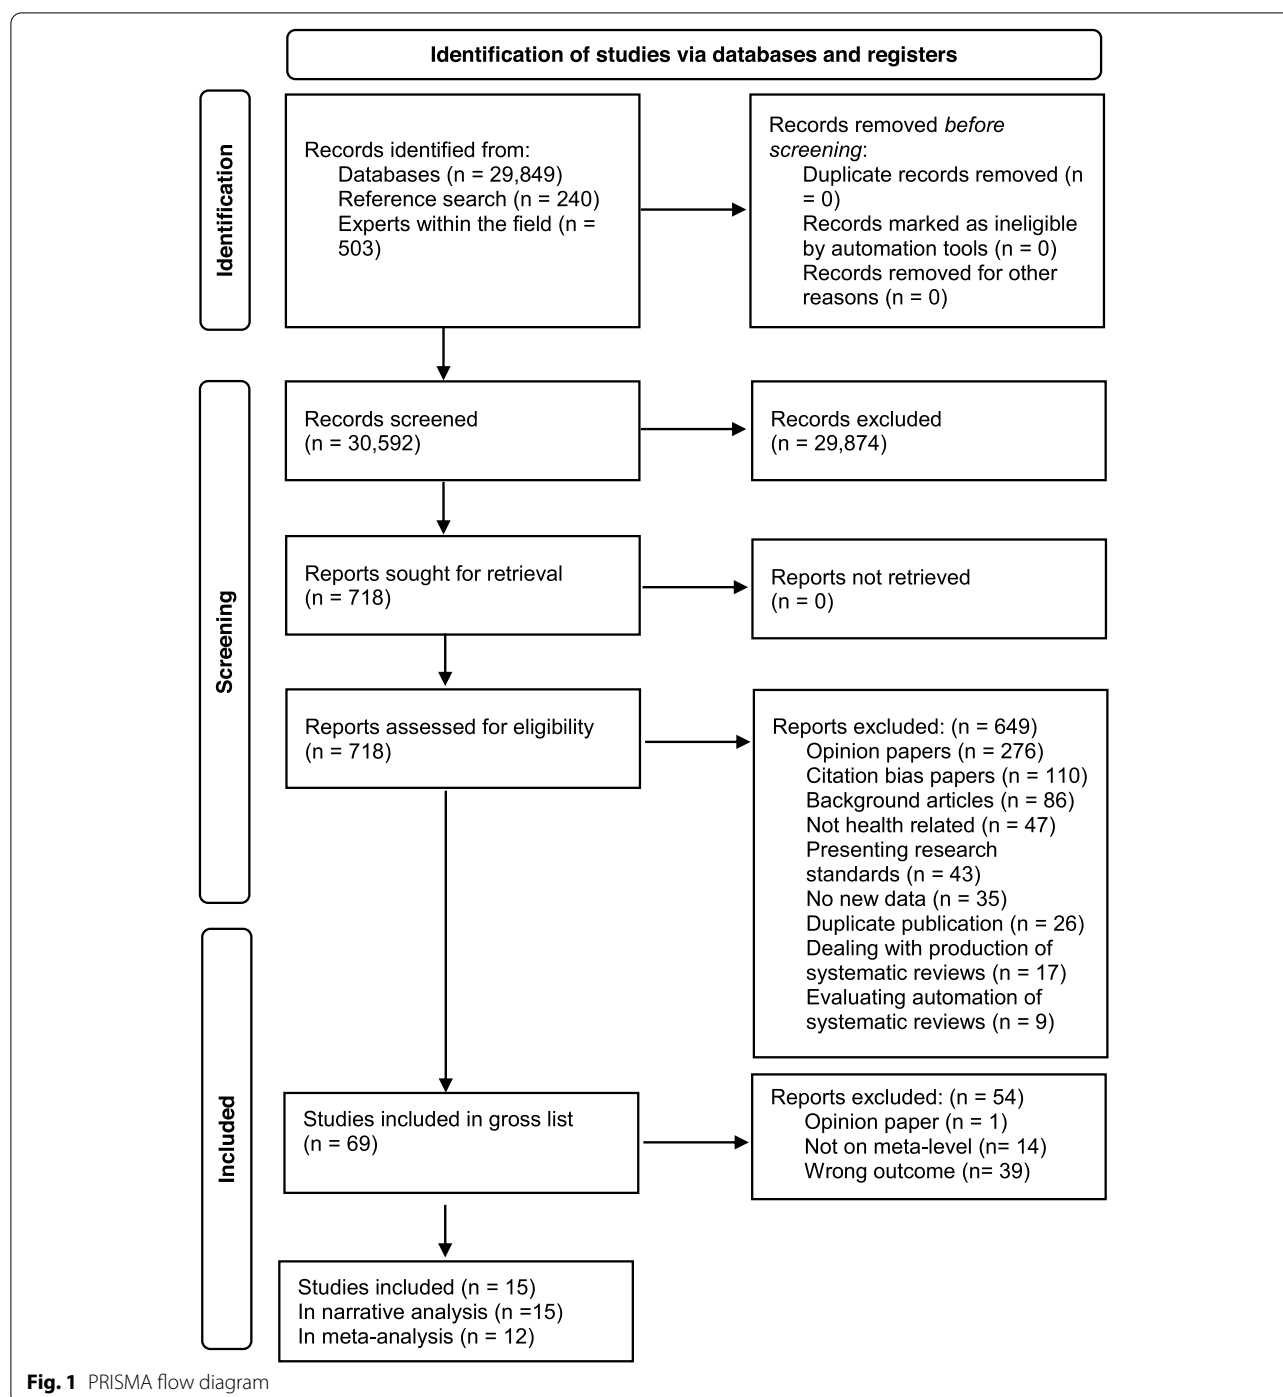 Identification of studies via databases and registers
Identification
Records identified from:
Databases (n = 29,849)
Reference search (n = 240)
Experts within the field (n =
503)
Records removed before
screening:
Duplicate records removed (n
= 0)
Records marked as ineligible
by automation tools (n = 0)
Records removed for other
reasons (n = 0)
Screening
Records screened
(n = 30,592)
Records excluded
(n = 29,874)
Reports sought for retrieval
(n = 718)
Reports not retrieved
(n = 0)
Reports assessed for eligibility
(n = 718)
Reports excluded: (n = 649)
Opinion papers (n = 276)
Citation bias papers (n = 110)
Background articles (n = 86)
Not health related (n = 47)
Presenting research
standards (n = 43)
No new data (n = 35)
Duplicate publication (n = 26)
Dealing with production of
systematic reviews (n = 17)
Evaluating automation of
systematic reviews (n = 9)
Included
Studies included in gross list
(n = 69)
Reports excluded: (n = 54)
Opinion paper (n = 1)
Not on meta-level (n= 14)
Wrong outcome (n= 39)
Studies included (n = 15)
In narrative analysis (n =15)
In meta-analysis (n = 12)
Fig. 1 PRISMA flow diagram